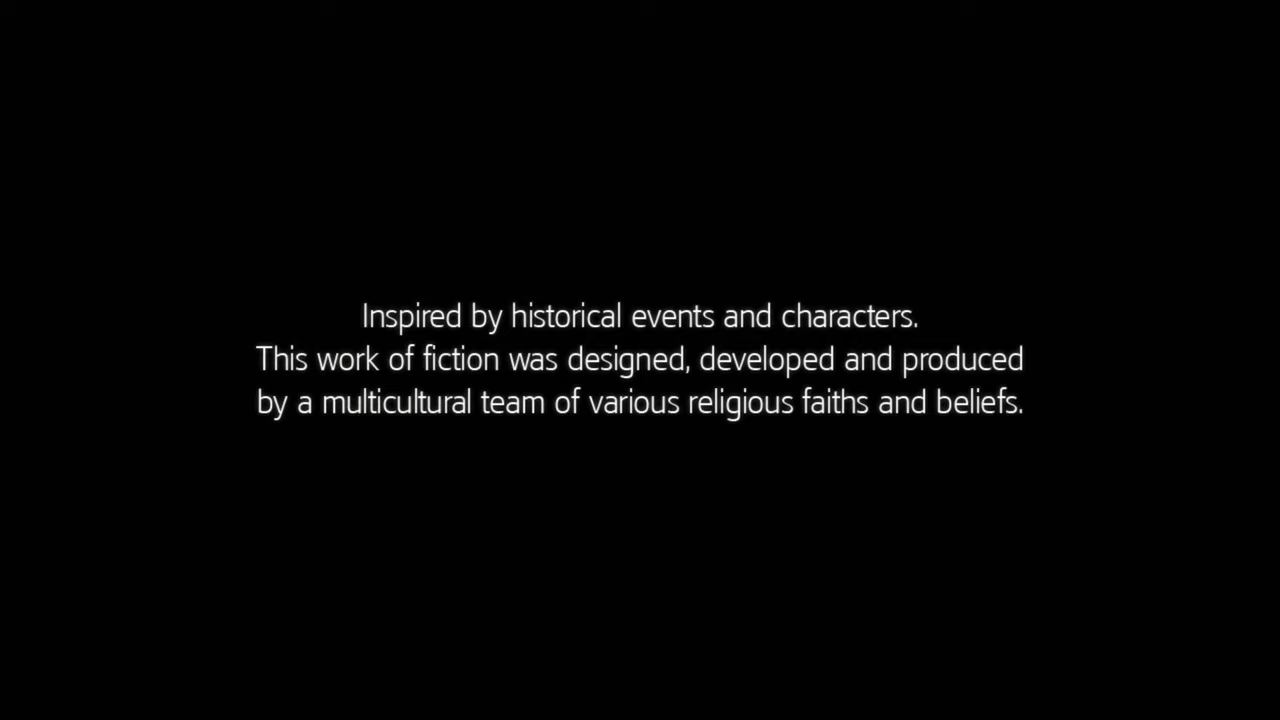 Inspired by historical events and characters.
This work of fiction was designed, developed and produced
by a multicultural team of various religious faiths and beliefs.